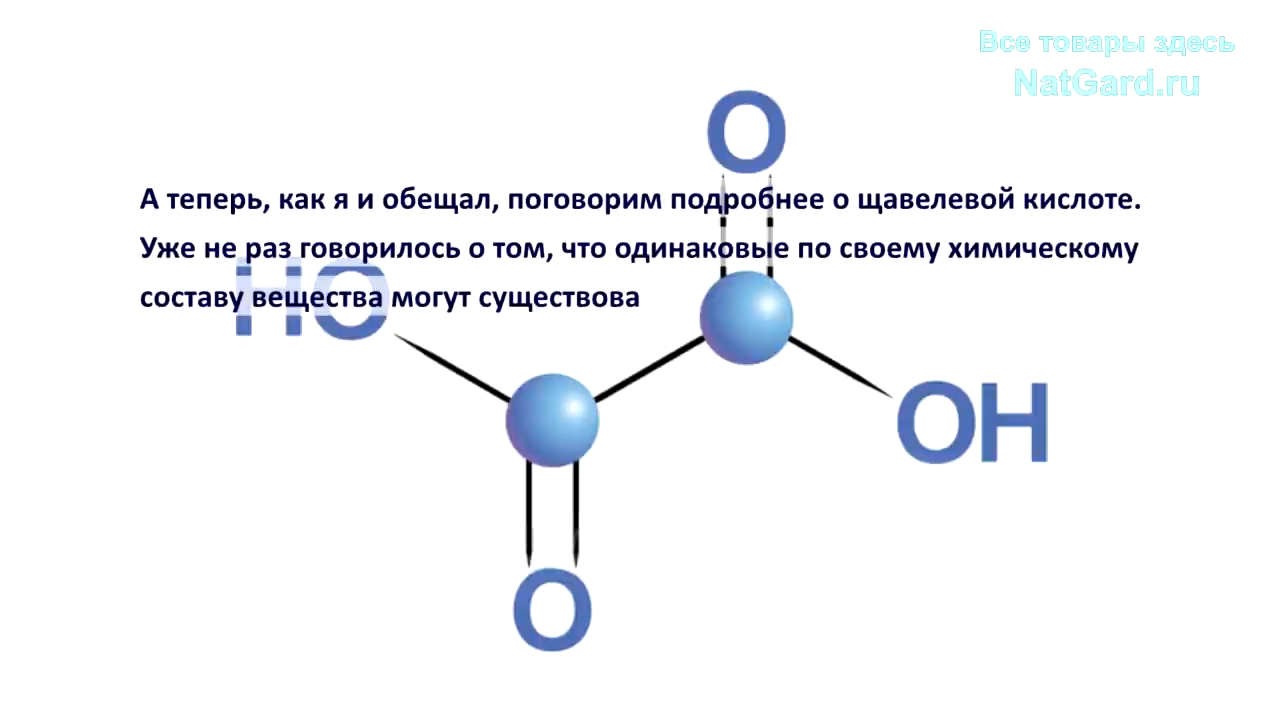 Все товары здесь
NatGard.ru
O
А теперь, как я и обещал, поговорим подробнее о щавелевой кислоте.
Уже не раз говорилось о том, что одинаковые по своему химическому
составу вещества могут существова
HO
OH
O